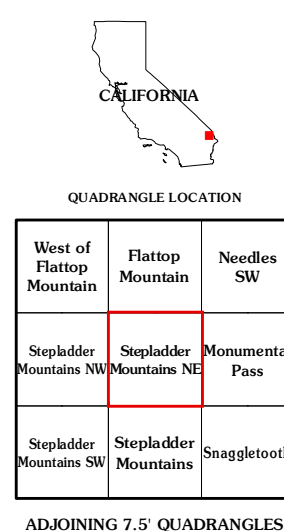 CALIFORNIA
QUADRANGLE LOCATION
West of
Flattop
Mountain
Flattop
Mountain
Needles
SW
Stepladder
Mountains NW
Stepladder
Mountains NE
Monumenta
Pass
Stepladder
Mountains SW
Stepladder
Mountains
Snaggletooth
ADJOINING 7.5' QUADRANGLES